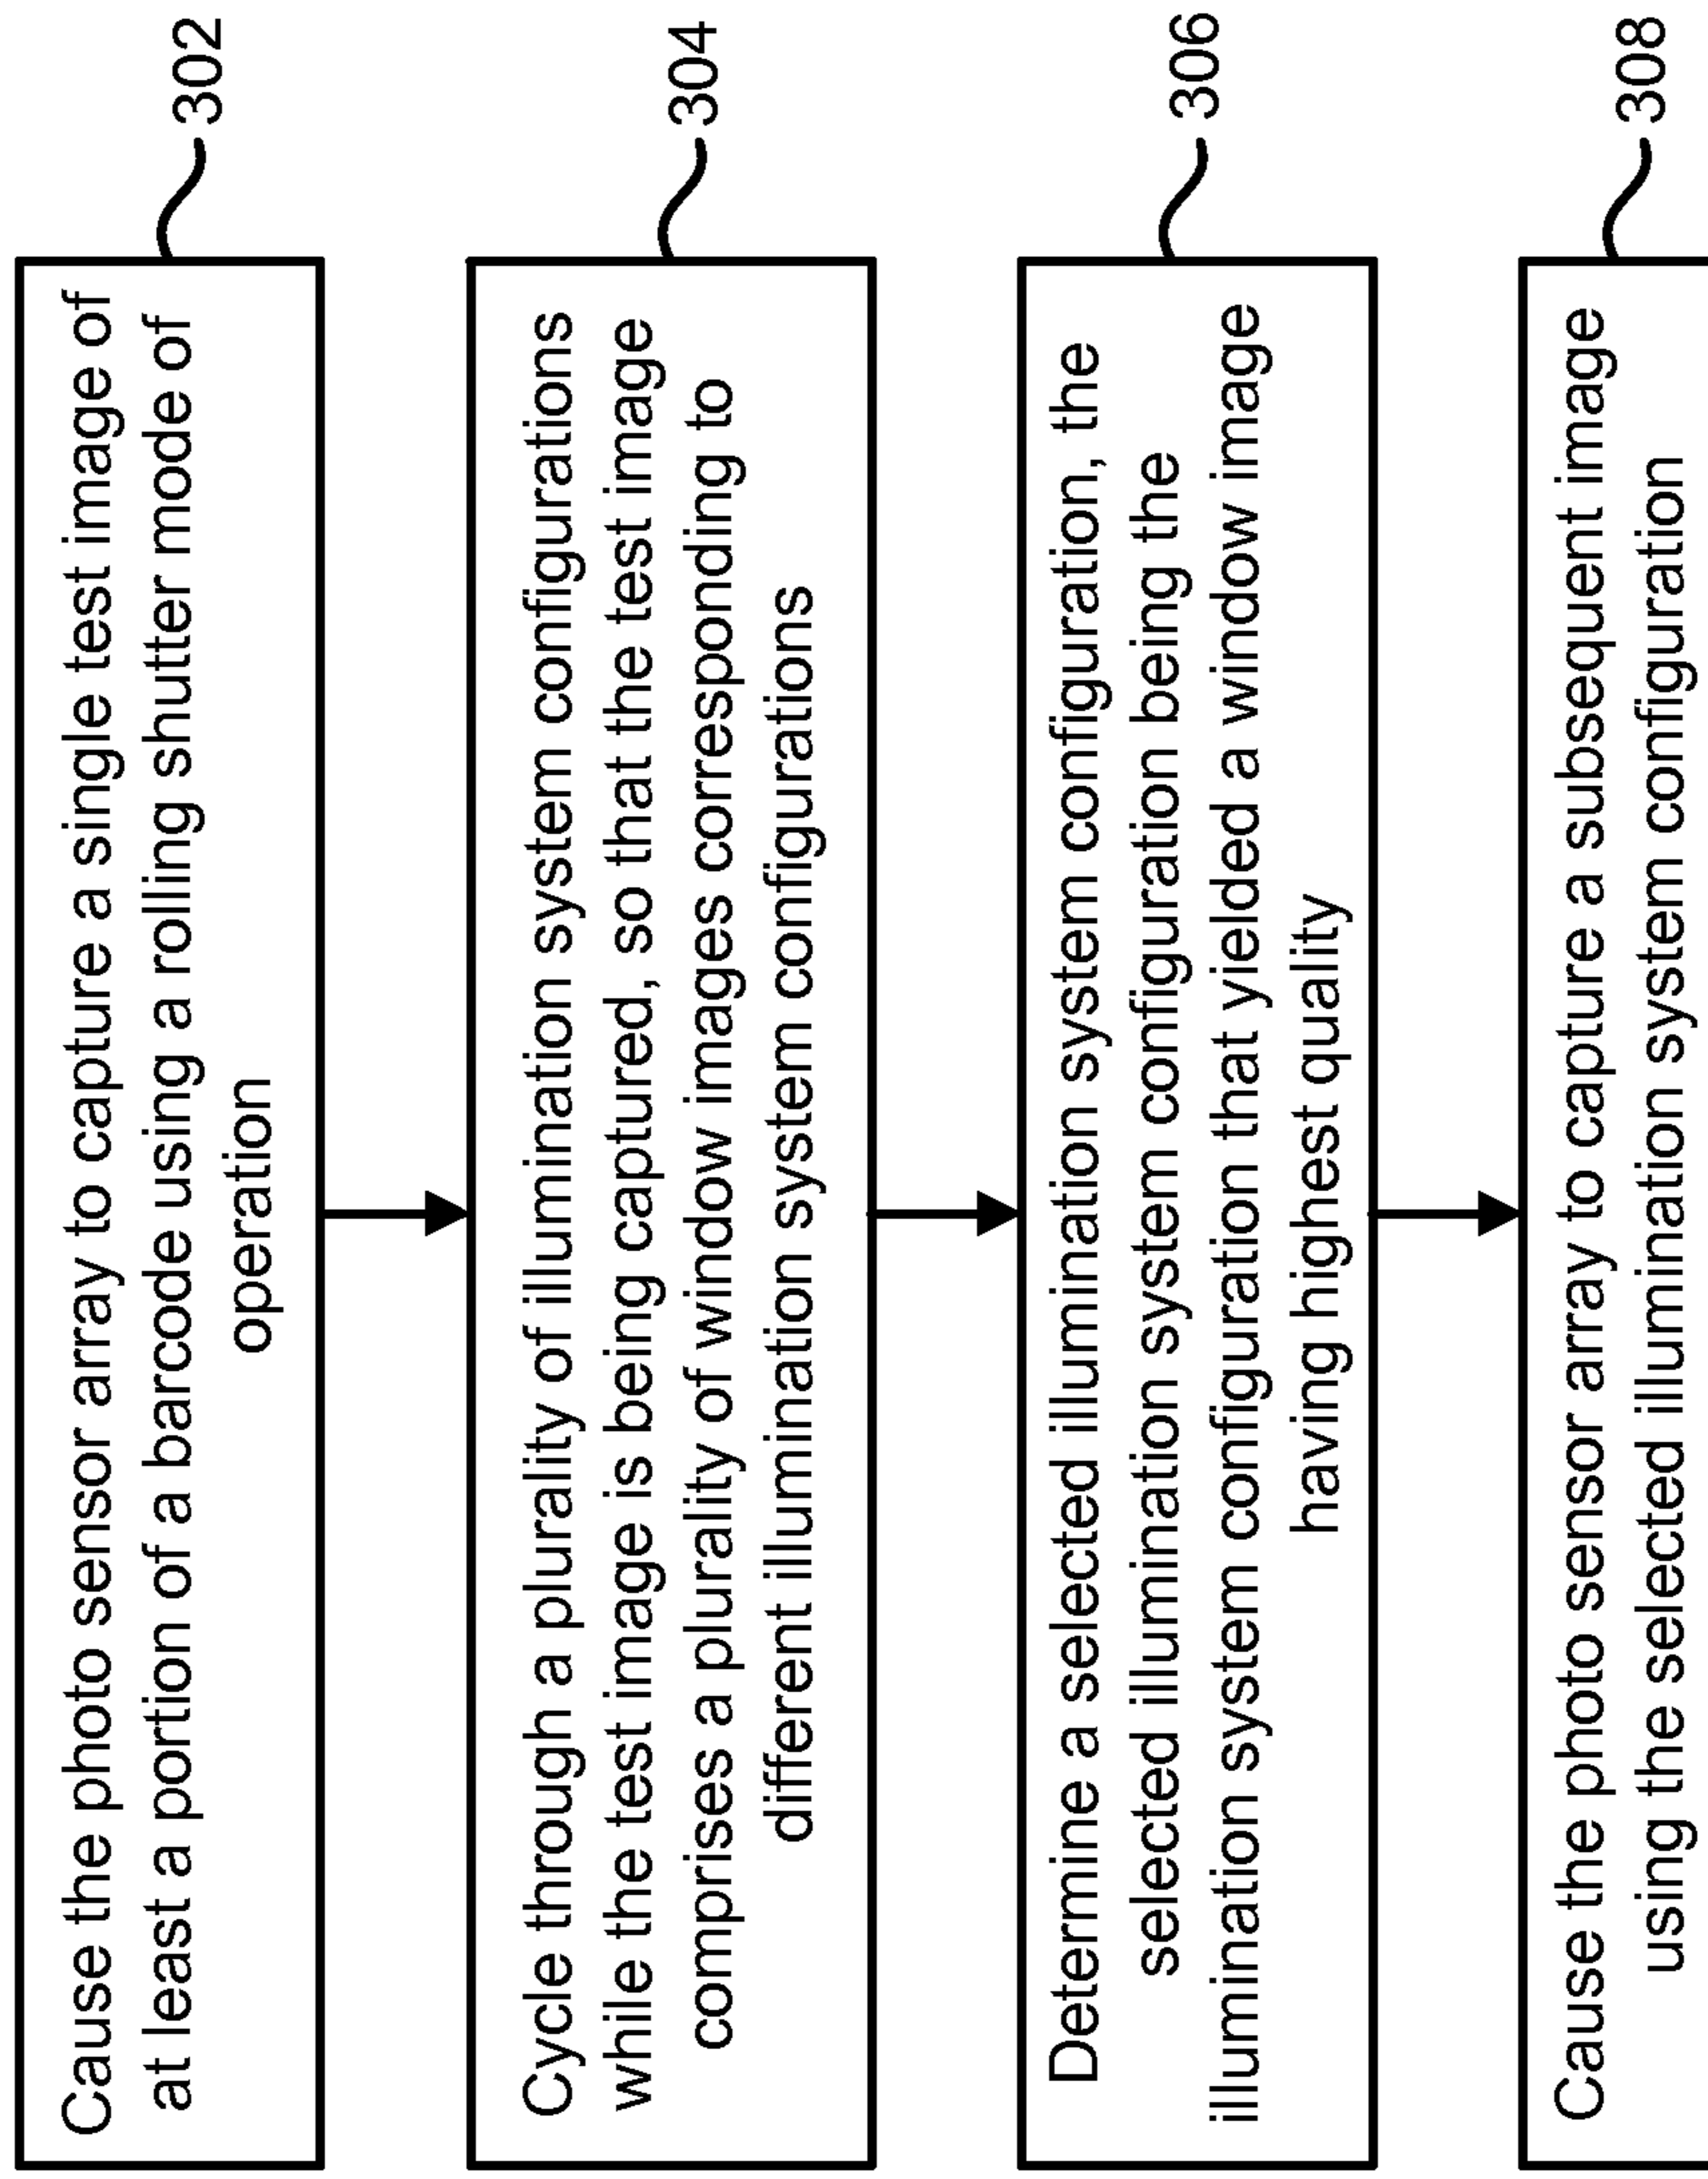 Cause the photo sensor array to capture a single test image of
at least a portion of a barcode using a rolling shutter mode of
operation
302
Cycle through a plurality of illumination system configurations
while the test image is being captured, so that the test image
comprises a plurality of window images corresponding to
different illumination system configurations
304
Determine a selected illumination system configuration, the
selected illumination system configuration being the
illumination system configuration that yielded a window image
having highest quality
306
Cause the photo sensor array to capture a subsequent image
using the selected illumination system configuration
308